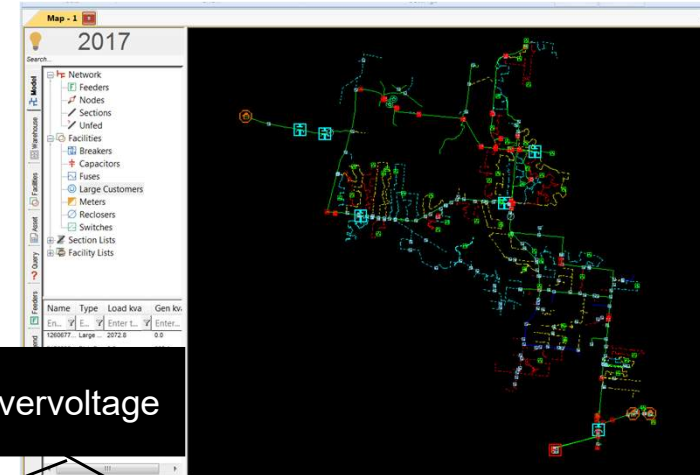 Map - 1
2017
Search...
Network
Feeders
Nodes
Sections
Unfed
Facilities
Breakers
Capacitors
Fuses
Large Customers
Meters
Reclosers
Switches
Section Lists
Facility Lists
Model
Warehouse
Facilities
Asset
Query
Feeders
Name Type Load kva Gen kv
En... E... Enter t... Enter...
1260677... Large ... 2072.8 0.0
vervoltage